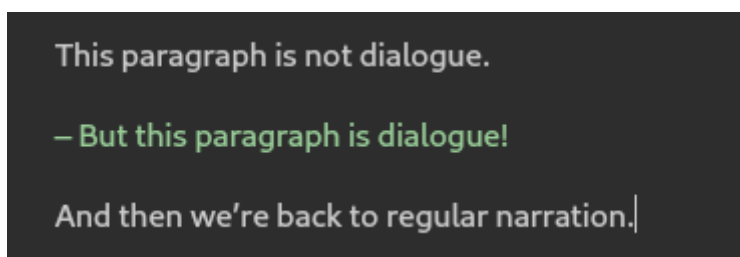 This paragraph is not dialogue.
– But this paragraph is dialogue!
And then we’re back to regular narration.